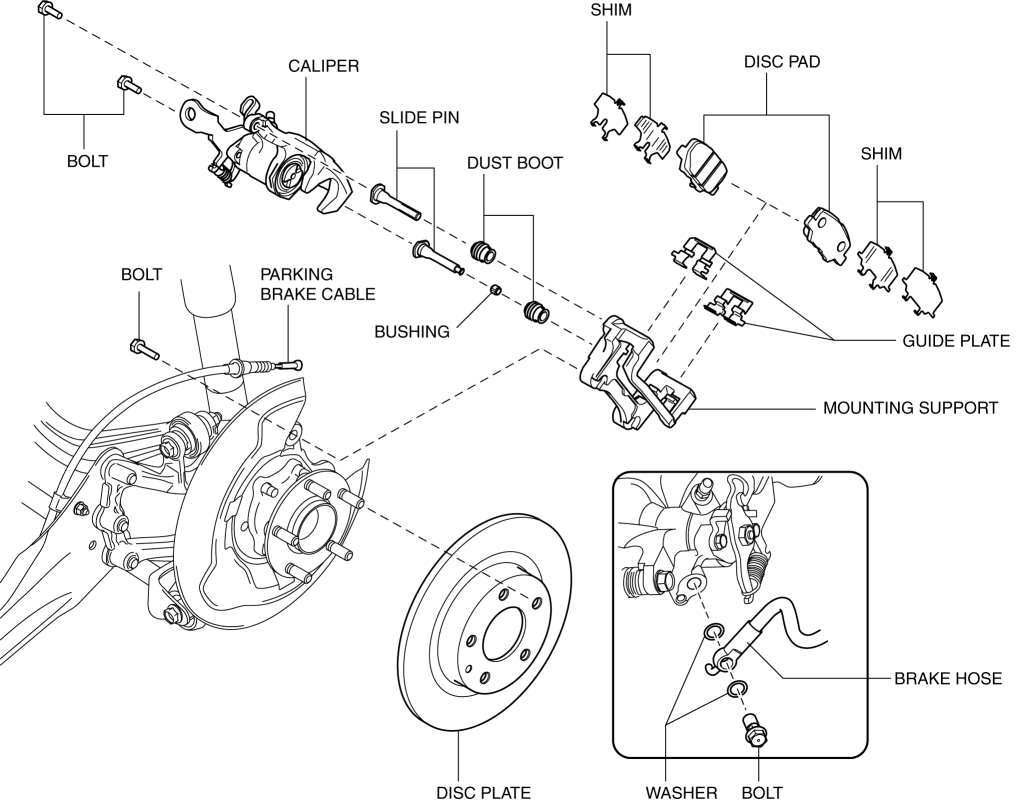 SHIM
CALIPER
DISC PAD
SLIDE PIN
BOLT
DUST BOOT
SHIM
BOLT
PARKING
BRAKE CABLE
BUSHING
GUIDE PLATE
MOUNTING SUPPORT
BRAKE HOSE
DISC PLATE
WASHER
BOLT